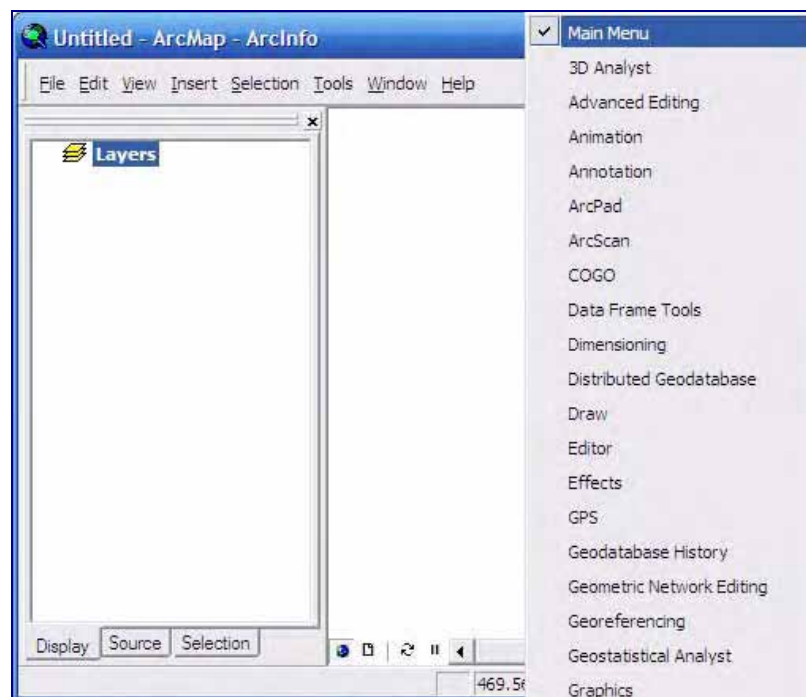 Untitled - ArcMap - ArcInfo
File Edit View Insert Selection Tools Window Help
Layers
Display Source Selection
469.56
Main Menu
3D Analyst
Advanced Editing
Animation
Annotation
ArcPad
ArcScan
COGO
Data Frame Tools
Dimensioning
Distributed Geodatabase
Draw
Editor
Effects
GPS
Geodatabase History
Geometric Network Editing
Georeferencing
Geostatistical Analyst
Graphics